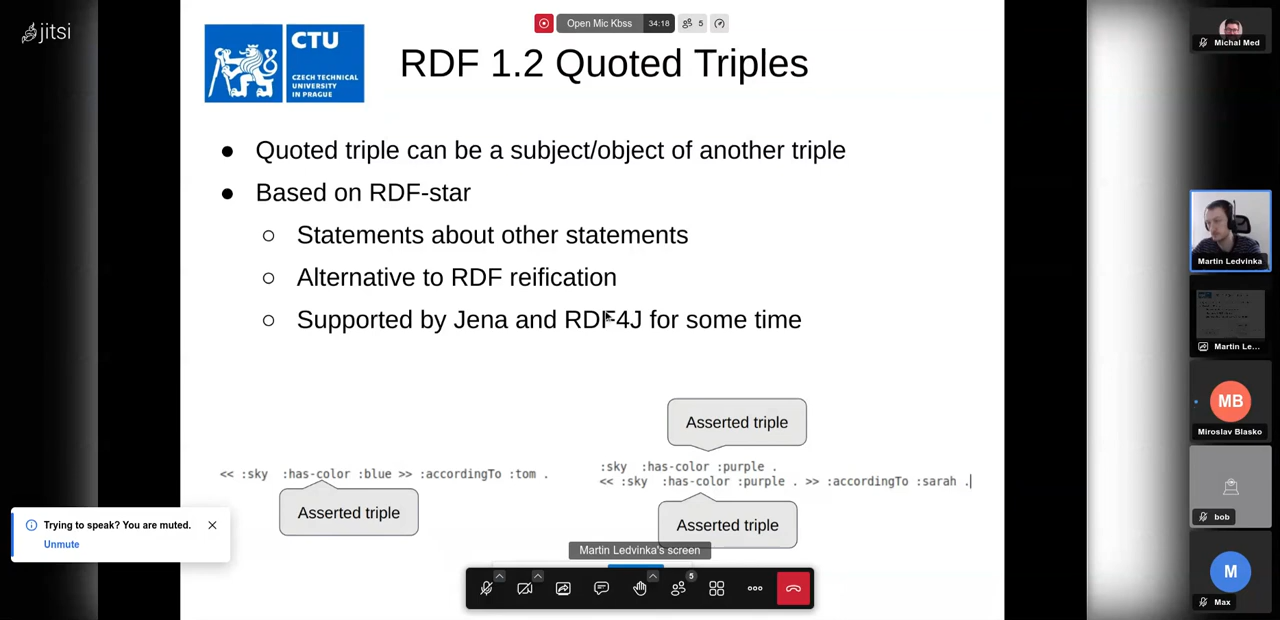 jitsi
Open Mic Kbss 34:18 5
CTU
CZECH TECHNICAL
UNIVERSITY
IN PRAGUE
RDF 1.2 Quoted Triples
● Quoted triple can be a subject/object of another triple
● Based on RDF-star
○ Statements about other statements
○ Alternative to RDF reification
○ Supported by Jena and RDF4J for some time
Asserted triple
<< :sky :has-color :blue >> :accordingTo :tom .
:sky :has-color :purple .
<< :sky :has-color :purple . >> :accordingTo :sarah .
Asserted triple
Asserted triple
Trying to speak? You are muted.
Unmute
Martin Ledvinka's screen
5
Michal Med
Martin Ledvinka
Martin Le...
MB
Miroslav Blasko
bob
M
Max